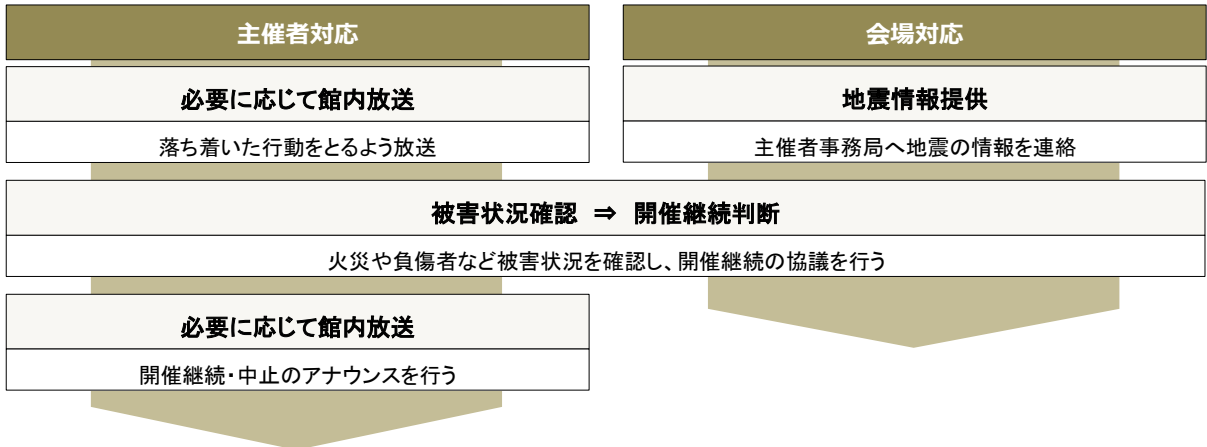 主催者対応
会場対応
必要に応じて館内放送
落ち着いた行動をとるよう放送
地震情報提供
主催者事務局へ地震の情報を連絡
被害状況確認 ⇒ 開催継続判断
火災や負傷者など被害状況を確認し、開催継続の協議を行う
必要に応じて館内放送
開催継続・中止のアナウンスを行う